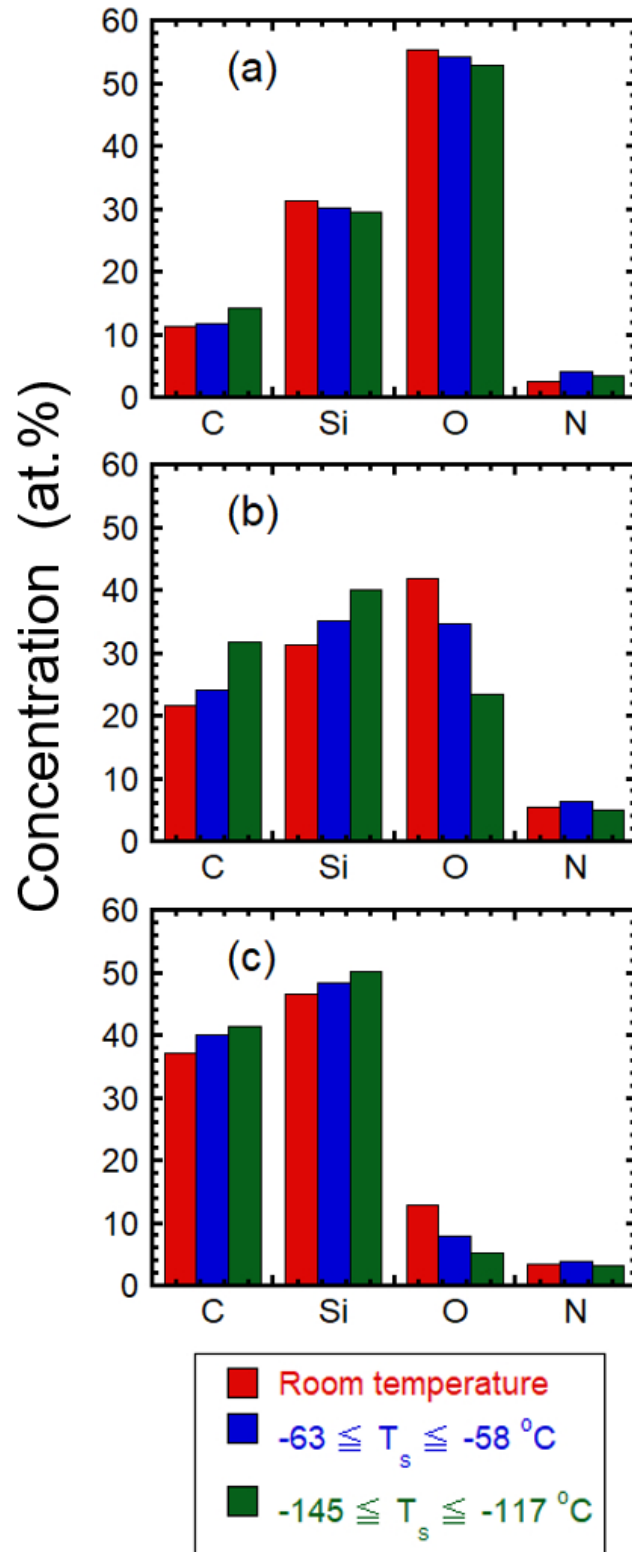 Concentration (at.%)
60
50
40
30
20
10
0
(a)
C Si O N
60
50
40
30
20
10
0
(b)
C Si O N
60
50
40
30
20
10
0
(c)
C Si O N
Room temperature
-63 ≦ Ts ≦ -58 °C
-145 ≦ Ts ≦ -117 °C